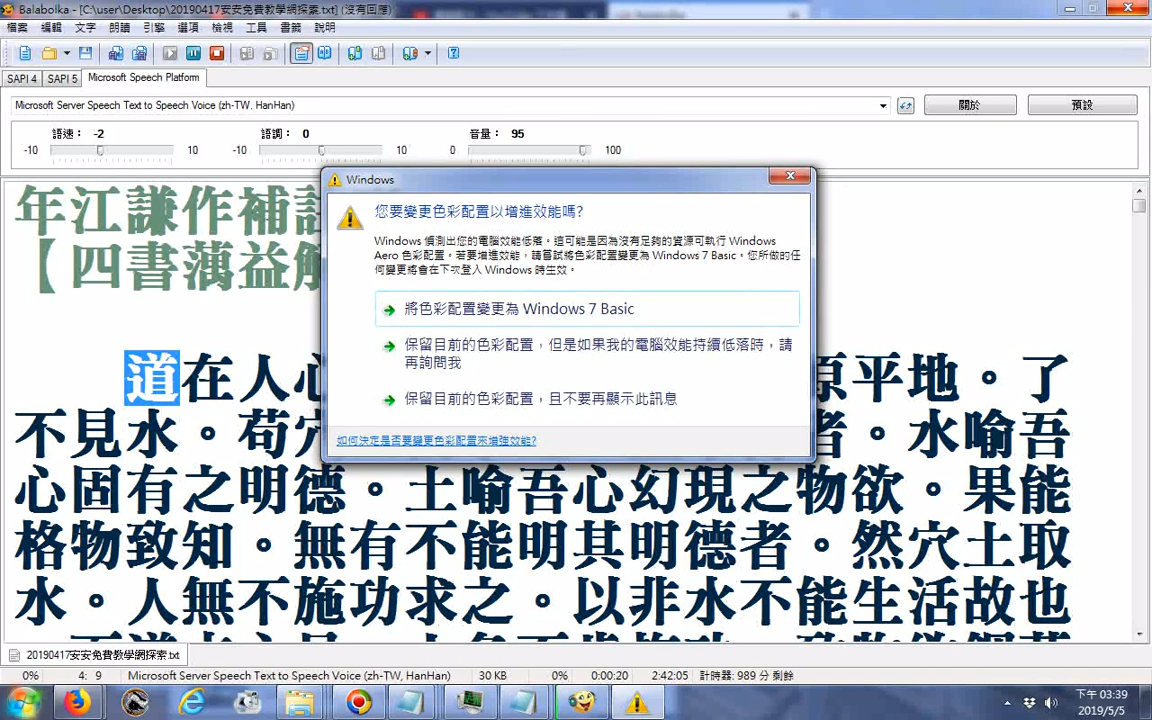 Balabolka - [C:\user\Desktop\20190417安安免費教學網探索.txt] (沒有回應)
檔案 編輯 文字 朗讀 引擎 選項 檢視 工具 書籤 說明
SAPI 4 SAPI 5 Microsoft Speech Platform
Microsoft Server Speech Text to Speech Voice (zh-TW, HanHan) 關於 預設
語速： -2 語調： 0 音量： 95
-10 10 -10 10 0 100
Windows
您要變更色彩配置以增進效能嗎?
Windows 偵測出您的電腦效能低落。這可能是因為沒有足夠的資源可執行 Windows
Aero 色彩配置。若要增進效能，請嘗試將色彩配置變更為 Windows 7 Basic。您所做的任
何變更將會在下次登入 Windows 時生效。
將色彩配置變更為 Windows 7 Basic
保留目前的色彩配置，但是如果我的電腦效能持續低落時，請
再詢問我
保留目前的色彩配置，且不要再顯示此訊息
如何決定是否要變更色彩配置來增強效能?
年江謙作補
【四書蕅益解
道在人心 原平地。了
不見水。苟穴 者。水喻吾
心固有之明德。土喻吾心幻現之物欲。果能
格物致知。無有不能明其明德者。然穴土取
水。人無不施功求之。以非水不能生活故也
20190417安安免費教學網探索.txt
0% 4: 9 Microsoft Server Speech Text to Speech Voice (zh-TW, HanHan) 30 KB 0% 0:00:20 2:42:05 計時器: 989 分 剩餘
下午 03:39
2019/5/5